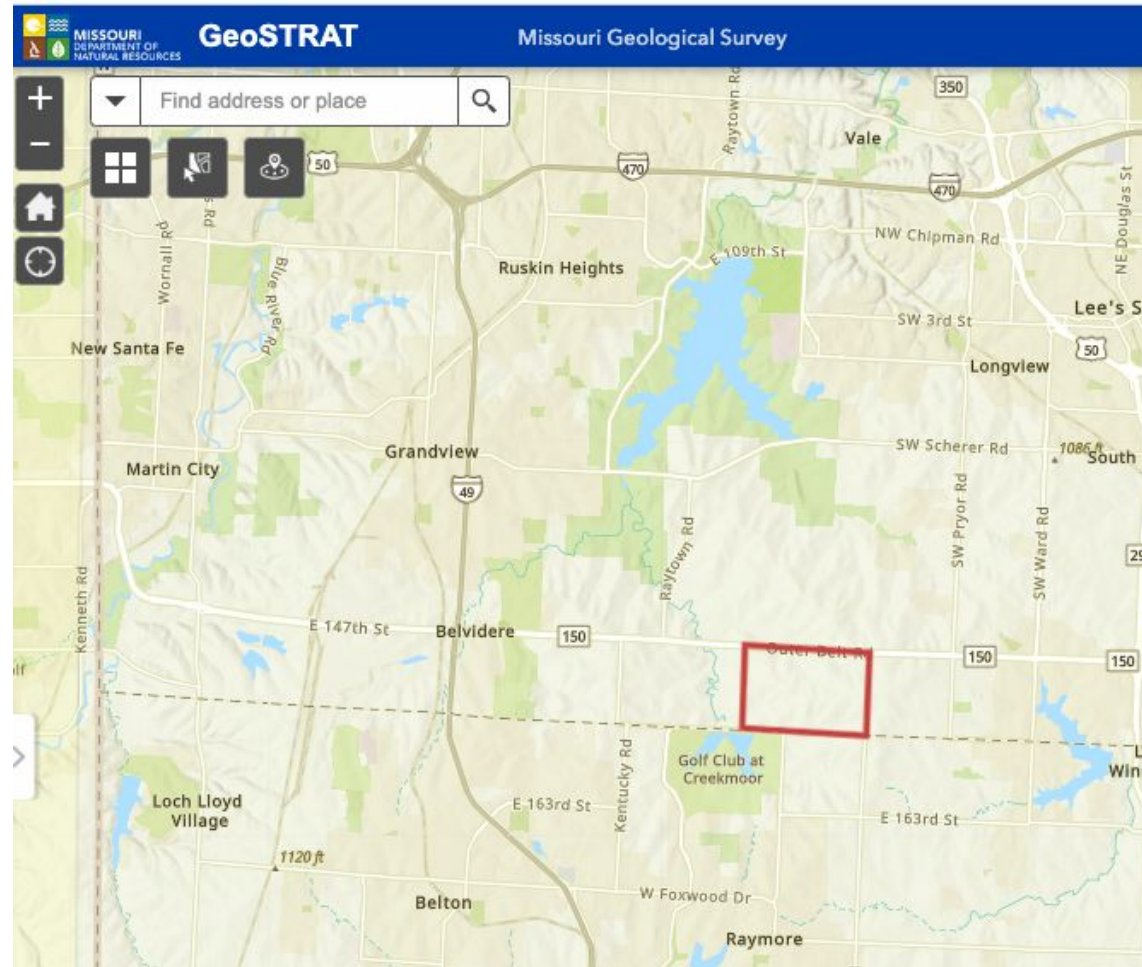 MISSOURI
DEPARTMENT OF
NATURAL RESOURCES
GeoSTRAT
Missouri Geological Survey
+
Find address or place
−
50
Raytown Rd
350
Vale
470
470
NE Douglas St
Wornall Rd
s Rd
Blue River Rd
NW Chipman Rd
E 109th St
Ruskin Heights
SW 3rd St
Lee's S
New Santa Fe
50
Longview
Grandview
SW Scherer Rd
1086 ft
South
Martin City
49
SW Pryor Rd
SW Ward Rd
Raytown Rd
29
Kenneth Rd
E 147th St
Belvidere
150
Outer Belt Rd
150
150
olf
Golf Club at
Creekmoor
L
Win
Kentucky Rd
Loch Lloyd
Village
E 163rd St
E 163rd St
1120 ft
Belton
W Foxwood Dr
Raymore